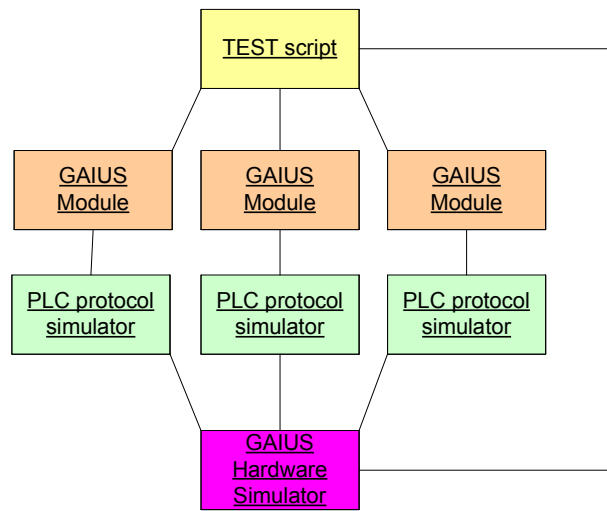 TEST script
GAIUS
Module
GAIUS
Module
GAIUS
Module
PLC protocol
simulator
PLC protocol
simulator
PLC protocol
simulator
GAIUS
Hardware
Simulator